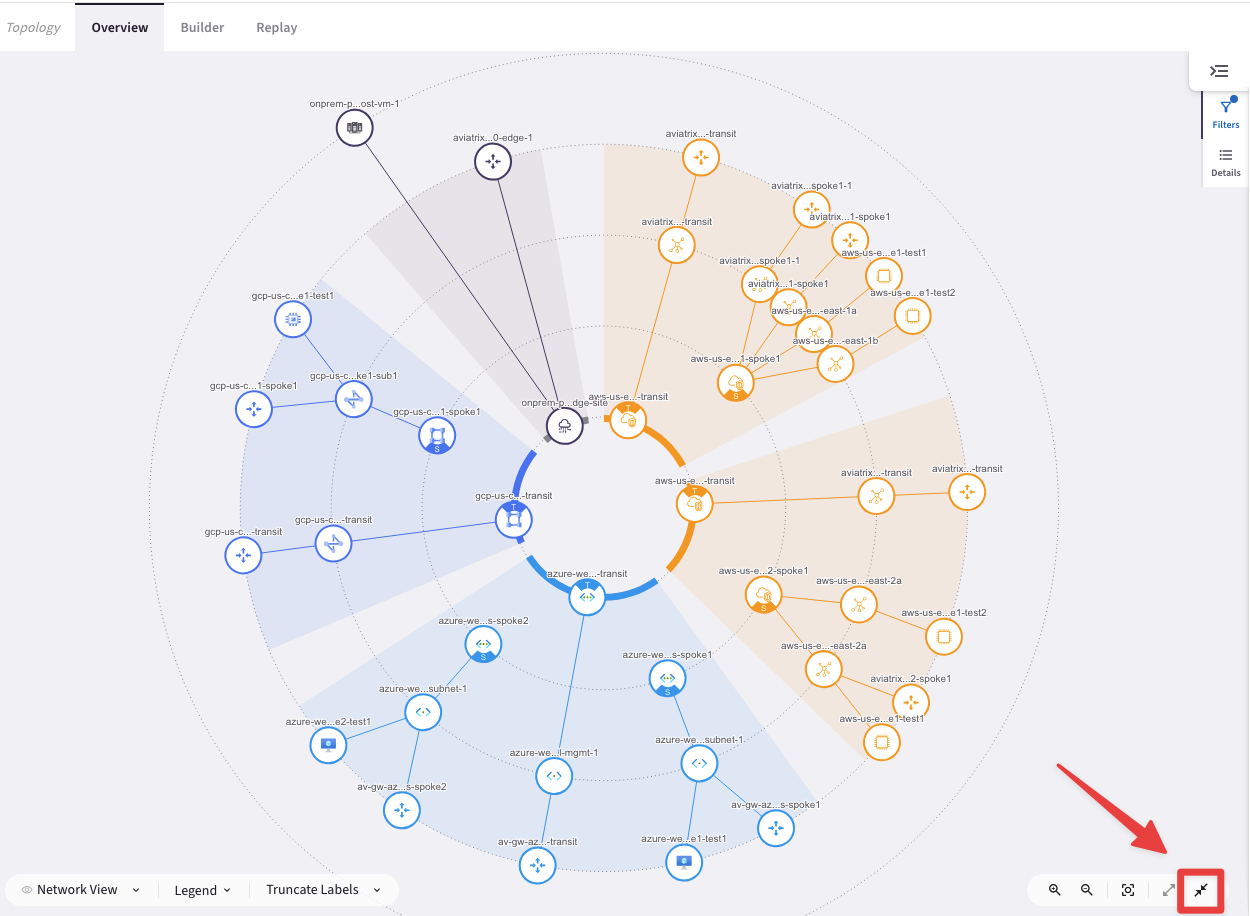 Topology
Overview
Builder
Replay
Filters
Details
onprem-p...ost-vm-1
aviatrix...0-edge-1
aviatrix...-transit
aviatrix...spoke1-1
aviatrix...1-spoke1
aviatrix...-transit
aws-us-e...e1-test1
aviatrix...spoke1-1
aviatrix...1-spoke1
aws-us-e...e1-test2
gcp-us-c...e1-test1
aws-us-e...-east-1a
aws-us-e...-east-1b
aws-us-e...1-spoke1
S
gcp-us-c...ke1-sub1
gcp-us-c...1-spoke1
gcp-us-c...1-spoke1
S
onprem-p...dge-site
aws-us-e...-transit
T
aviatrix...-transit
aviatrix...-transit
aws-us-e...-transit
T
gcp-us-c...-transit
T
gcp-us-c...-transit
gcp-us-c...-transit
azure-we...-transit
T
aws-us-e...2-spoke1
S
aws-us-e...-east-2a
aws-us-e...e1-test2
azure-we...s-spoke2
S
aws-us-e...-east-2a
azure-we...s-spoke1
S
aviatrix...2-spoke1
azure-we...subnet-1
aws-us-e...e1-test1
azure-we...e2-test1
azure-we...subnet-1
azure-we...l-mgmt-1
av-gw-az...s-spoke2
av-gw-az...s-spoke1
av-gw-az...-transit
azure-we...e1-test1
Network View
Legend
Truncate Labels